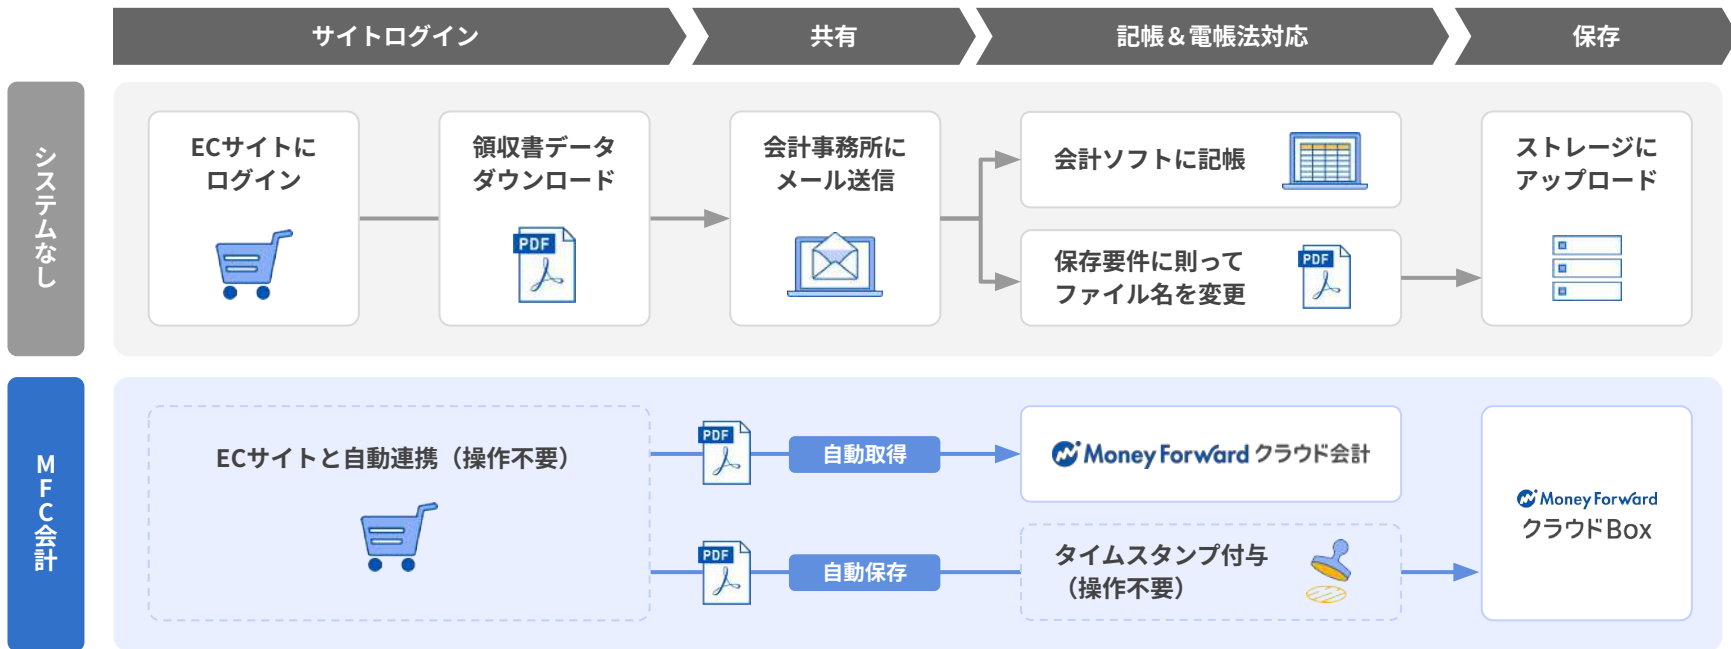 サイトログイン
共有
記帳&電帳法対応
保存
システムなし
ECサイトに
ログイン
領収書データ
ダウンロード
PDF
会計事務所に
メール送信
会計ソフトに記帳
保存要件に則って
ファイル名を変更
PDF
ストレージに
アップロード
MFC会計
ECサイトと自動連携（操作不要）
PDF
自動取得
Money Forward クラウド会計
PDF
自動保存
タイムスタンプ付与
（操作不要）
Money Forward
クラウドBox